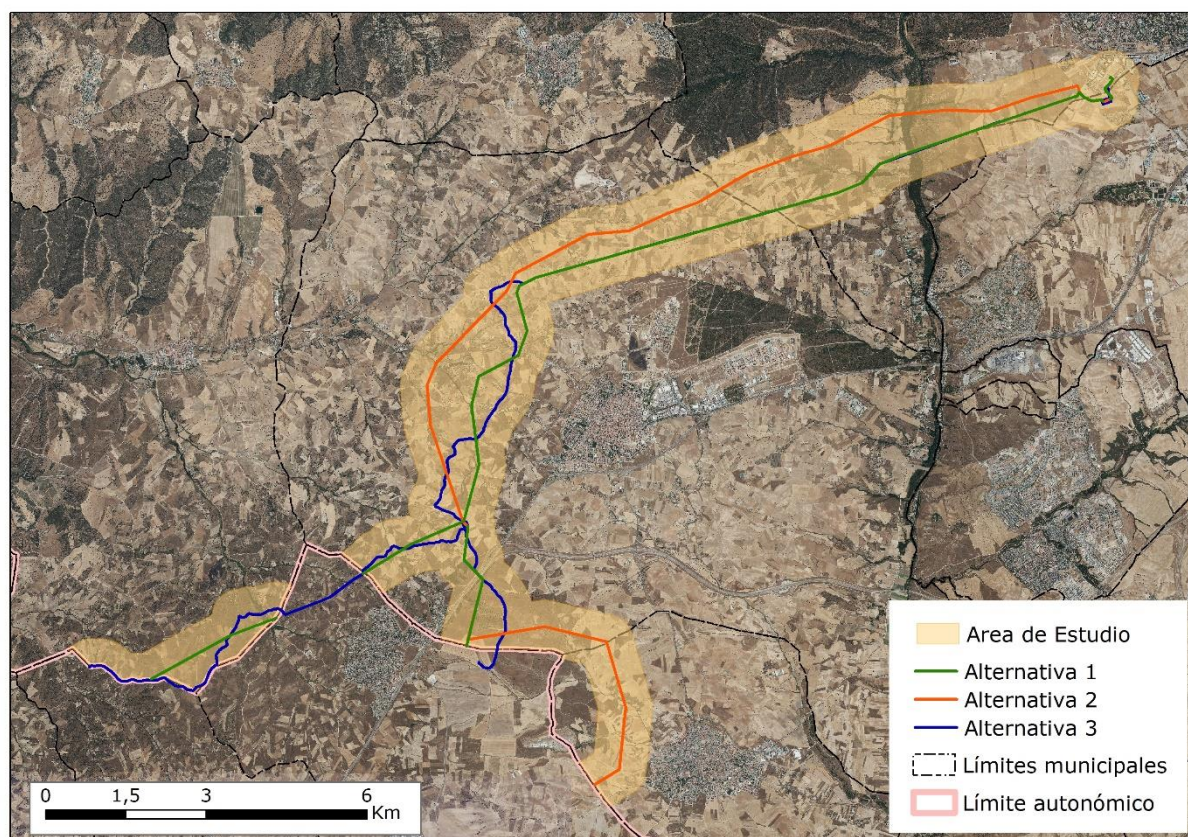 Area de Estudio
Alternativa 1
Alternativa 2
Alternativa 3
Límites municipales
Límite autonómico
0 1,5 3 6
Km